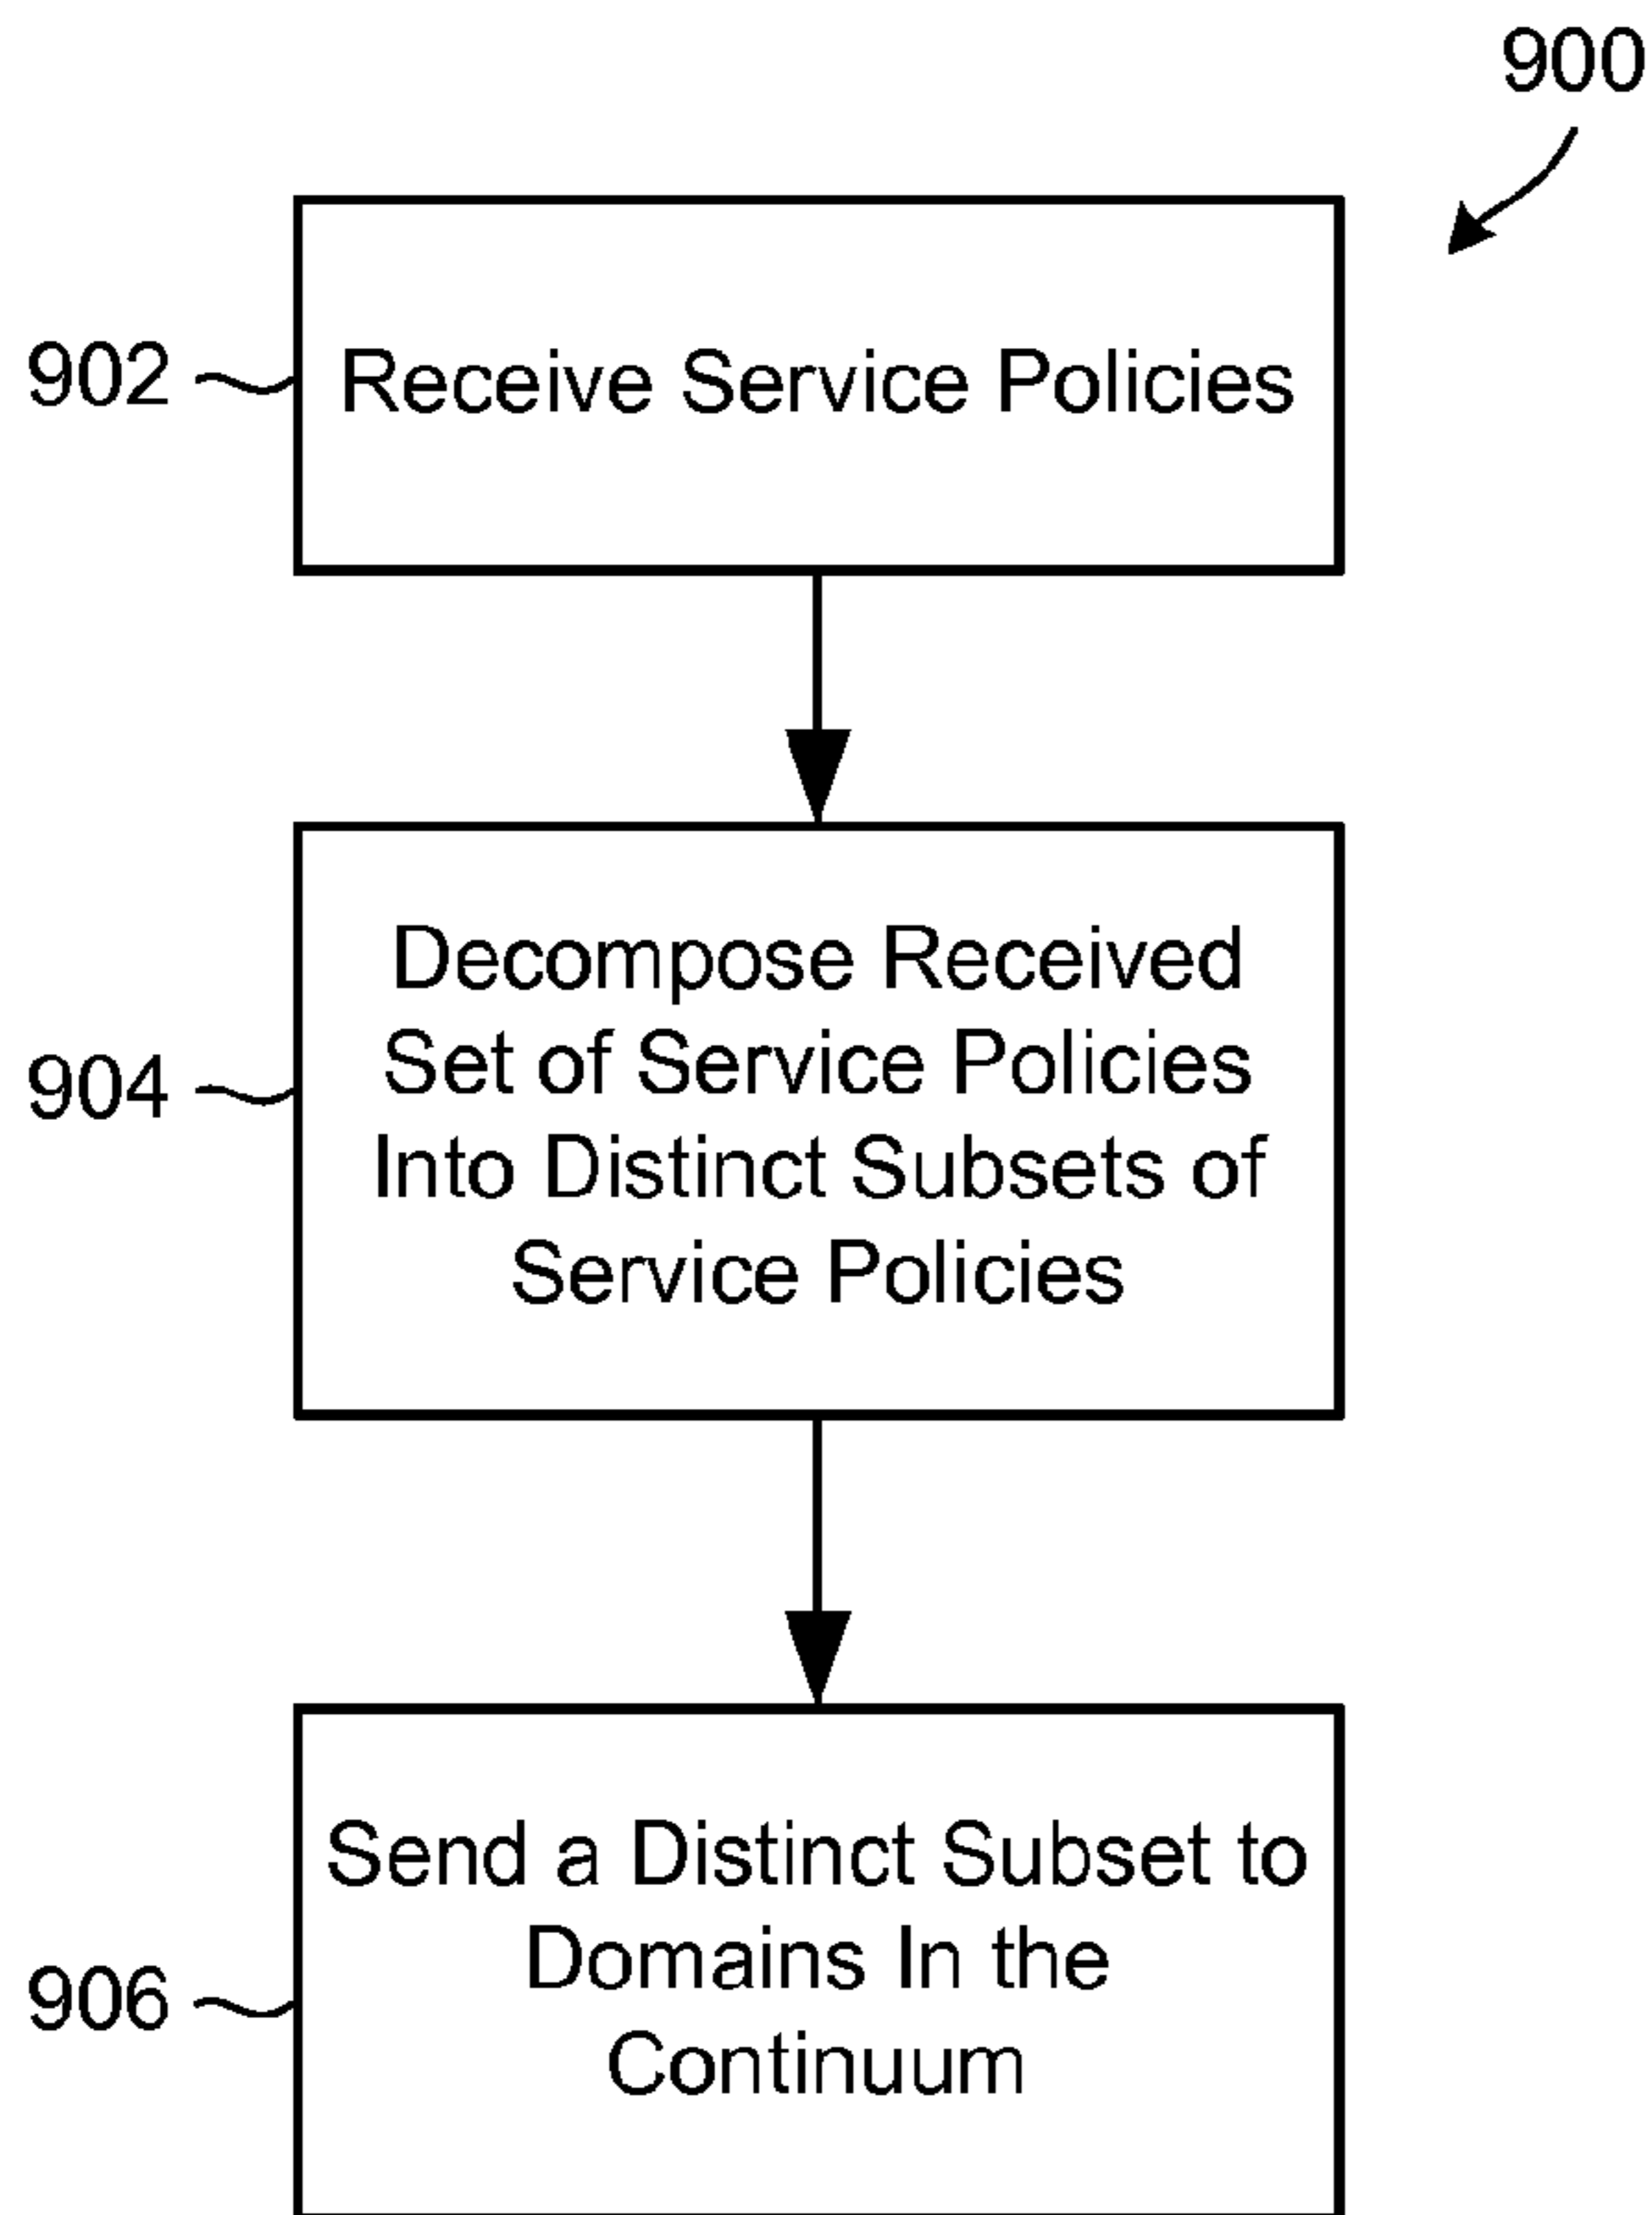 900
902
Receive Service Policies
904
Decompose Received
Set of Service Policies
Into Distinct Subsets of
Service Policies
906
Send a Distinct Subset to
Domains In the
Continuum